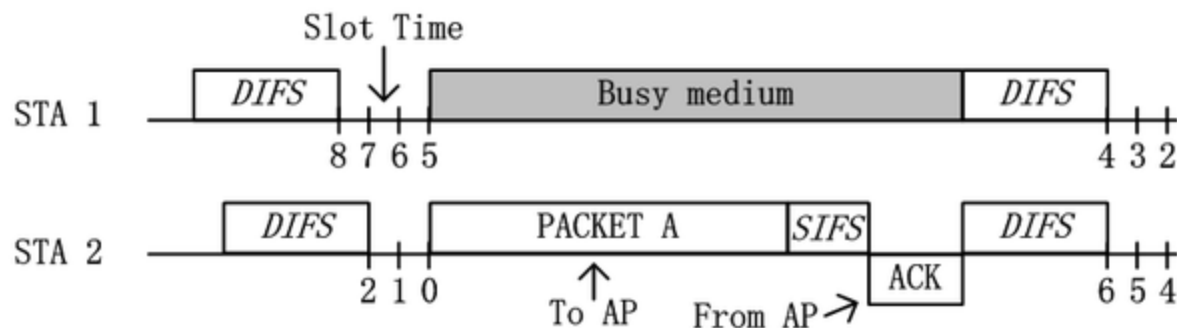 Slot Time
DIFS Busy medium DIFS
STA 1
8 7 6 5 4 3 2
DIFS PACKET A SIFS DIFS
STA 2
ACK
2 1 0 6 5 4
To AP From AP